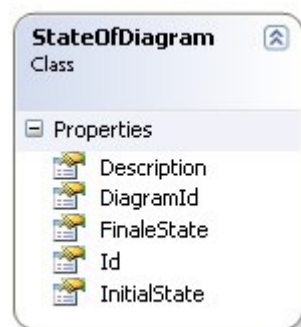 StateOfDiagram
Class
Properties
Description
DiagramId
FinaleState
Id
InitialState